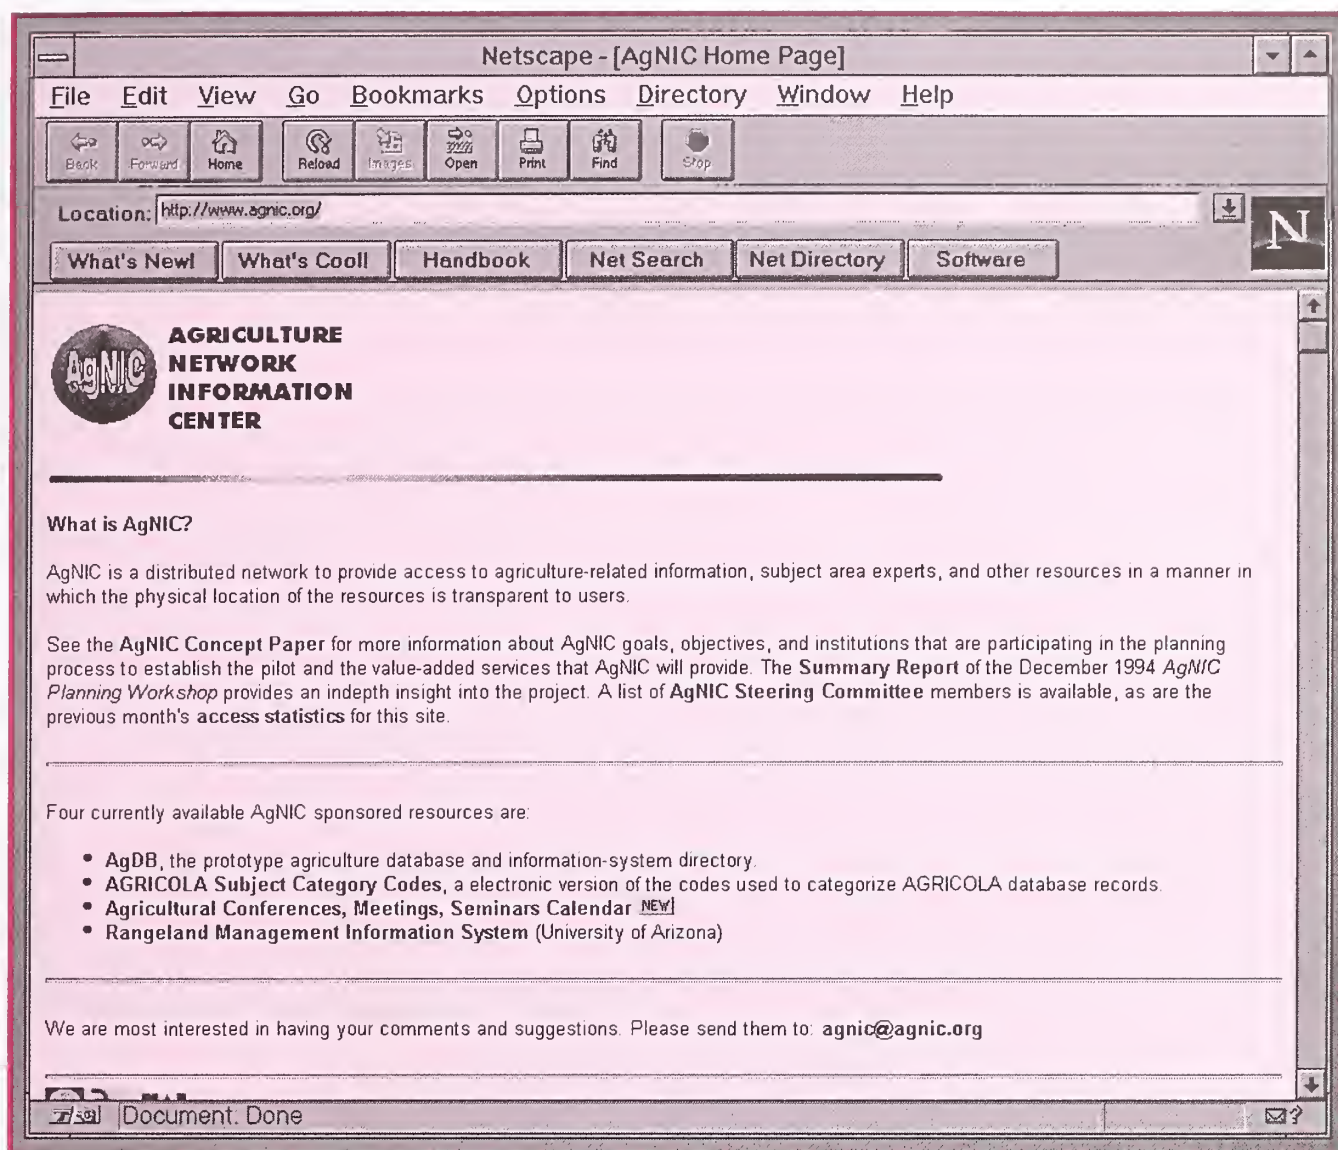 Netscape - [AgNIC Home Page]
File Edit View Go Bookmarks Options Directory Window Help
Back Forward Home Reload Images Open Print Find Stop
Location: http://www.agnic.org/
N
What's New! What's Cool! Handbook Net Search Net Directory Software
AgNIC
AGRICULTURE
NETWORK
INFORMATION
CENTER
What is AgNIC?
AgNIC is a distributed network to provide access to agriculture-related information, subject area experts, and other resources in a manner in
which the physical location of the resources is transparent to users.
See the AgNIC Concept Paper for more information about AgNIC goals, objectives, and institutions that are participating in the planning
process to establish the pilot and the value-added services that AgNIC will provide. The Summary Report of the December 1994 AgNIC
Planning Workshop provides an indepth insight into the project. A list of AgNIC Steering Committee members is available, as are the
previous month's access statistics for this site.
Four currently available AgNIC sponsored resources are:
• AgDB, the prototype agriculture database and information-system directory.
• AGRICOLA Subject Category Codes, a electronic version of the codes used to categorize AGRICOLA database records.
• Agricultural Conferences, Meetings, Seminars Calendar NEW!
• Rangeland Management Information System (University of Arizona)
We are most interested in having your comments and suggestions. Please send them to: agnic@agnic.org
Document: Done
?